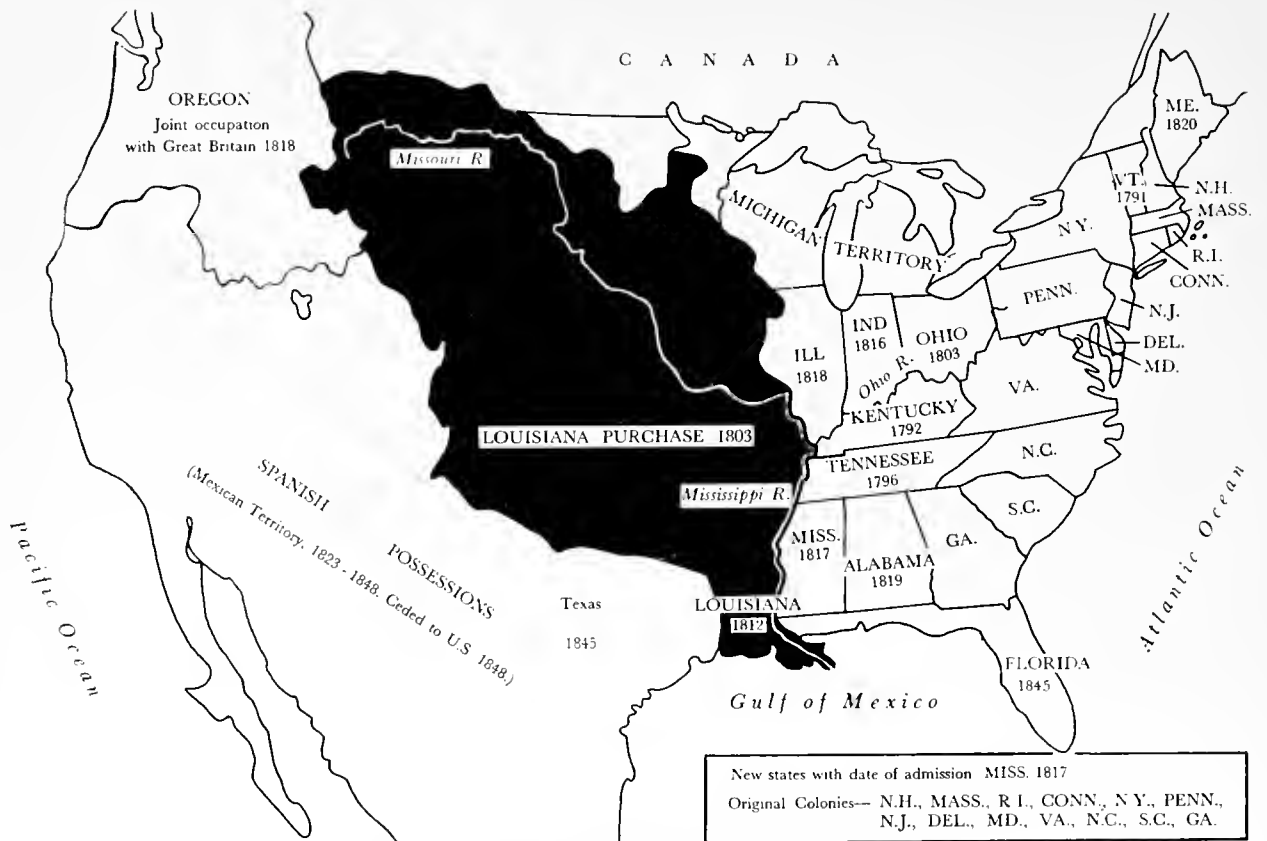 C A N A D A
OREGON
Joint occupation
with Great Britain 1818
Missouri R
ME.
1820
VT.
1791
N.H.
MASS.
N.Y.
R.I.
CONN.
MICHIGAN TERRITORY
PENN.
N.J.
DEL.
MD.
ILL
1818
IND
1816
OHIO
1803
Ohio R.
VA.
KENTUCKY
1792
LOUISIANA PURCHASE 1803
TENNESSEE
1796
N.C.
Mississippi R.
S.C.
MISS.
1817
ALABAMA
1819
GA.
SPANISH
POSSESSIONS
(Mexican Territory, 1823 - 1848. Ceded to U.S 1848.)
Texas
1845
LOUISIANA
1812
FLORIDA
1845
Pacific Ocean
Atlantic Ocean
Gulf of Mexico
New states with date of admission MISS. 1817
Original Colonies— N.H., MASS., R I., CONN., N Y., PENN.,
N.J., DEL., MD., VA., N.C., S.C., GA.